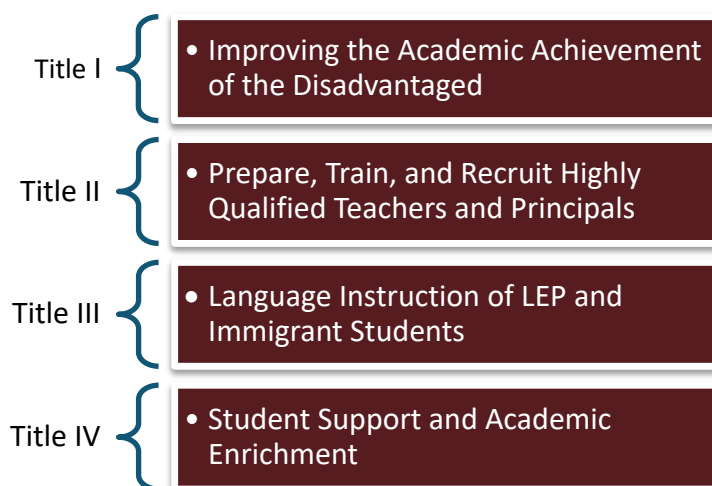 Title I
• Improving the Academic Achievement
of the Disadvantaged
Title II
• Prepare, Train, and Recruit Highly
Qualified Teachers and Principals
Title III
• Language Instruction of LEP and
Immigrant Students
Title IV
• Student Support and Academic
Enrichment